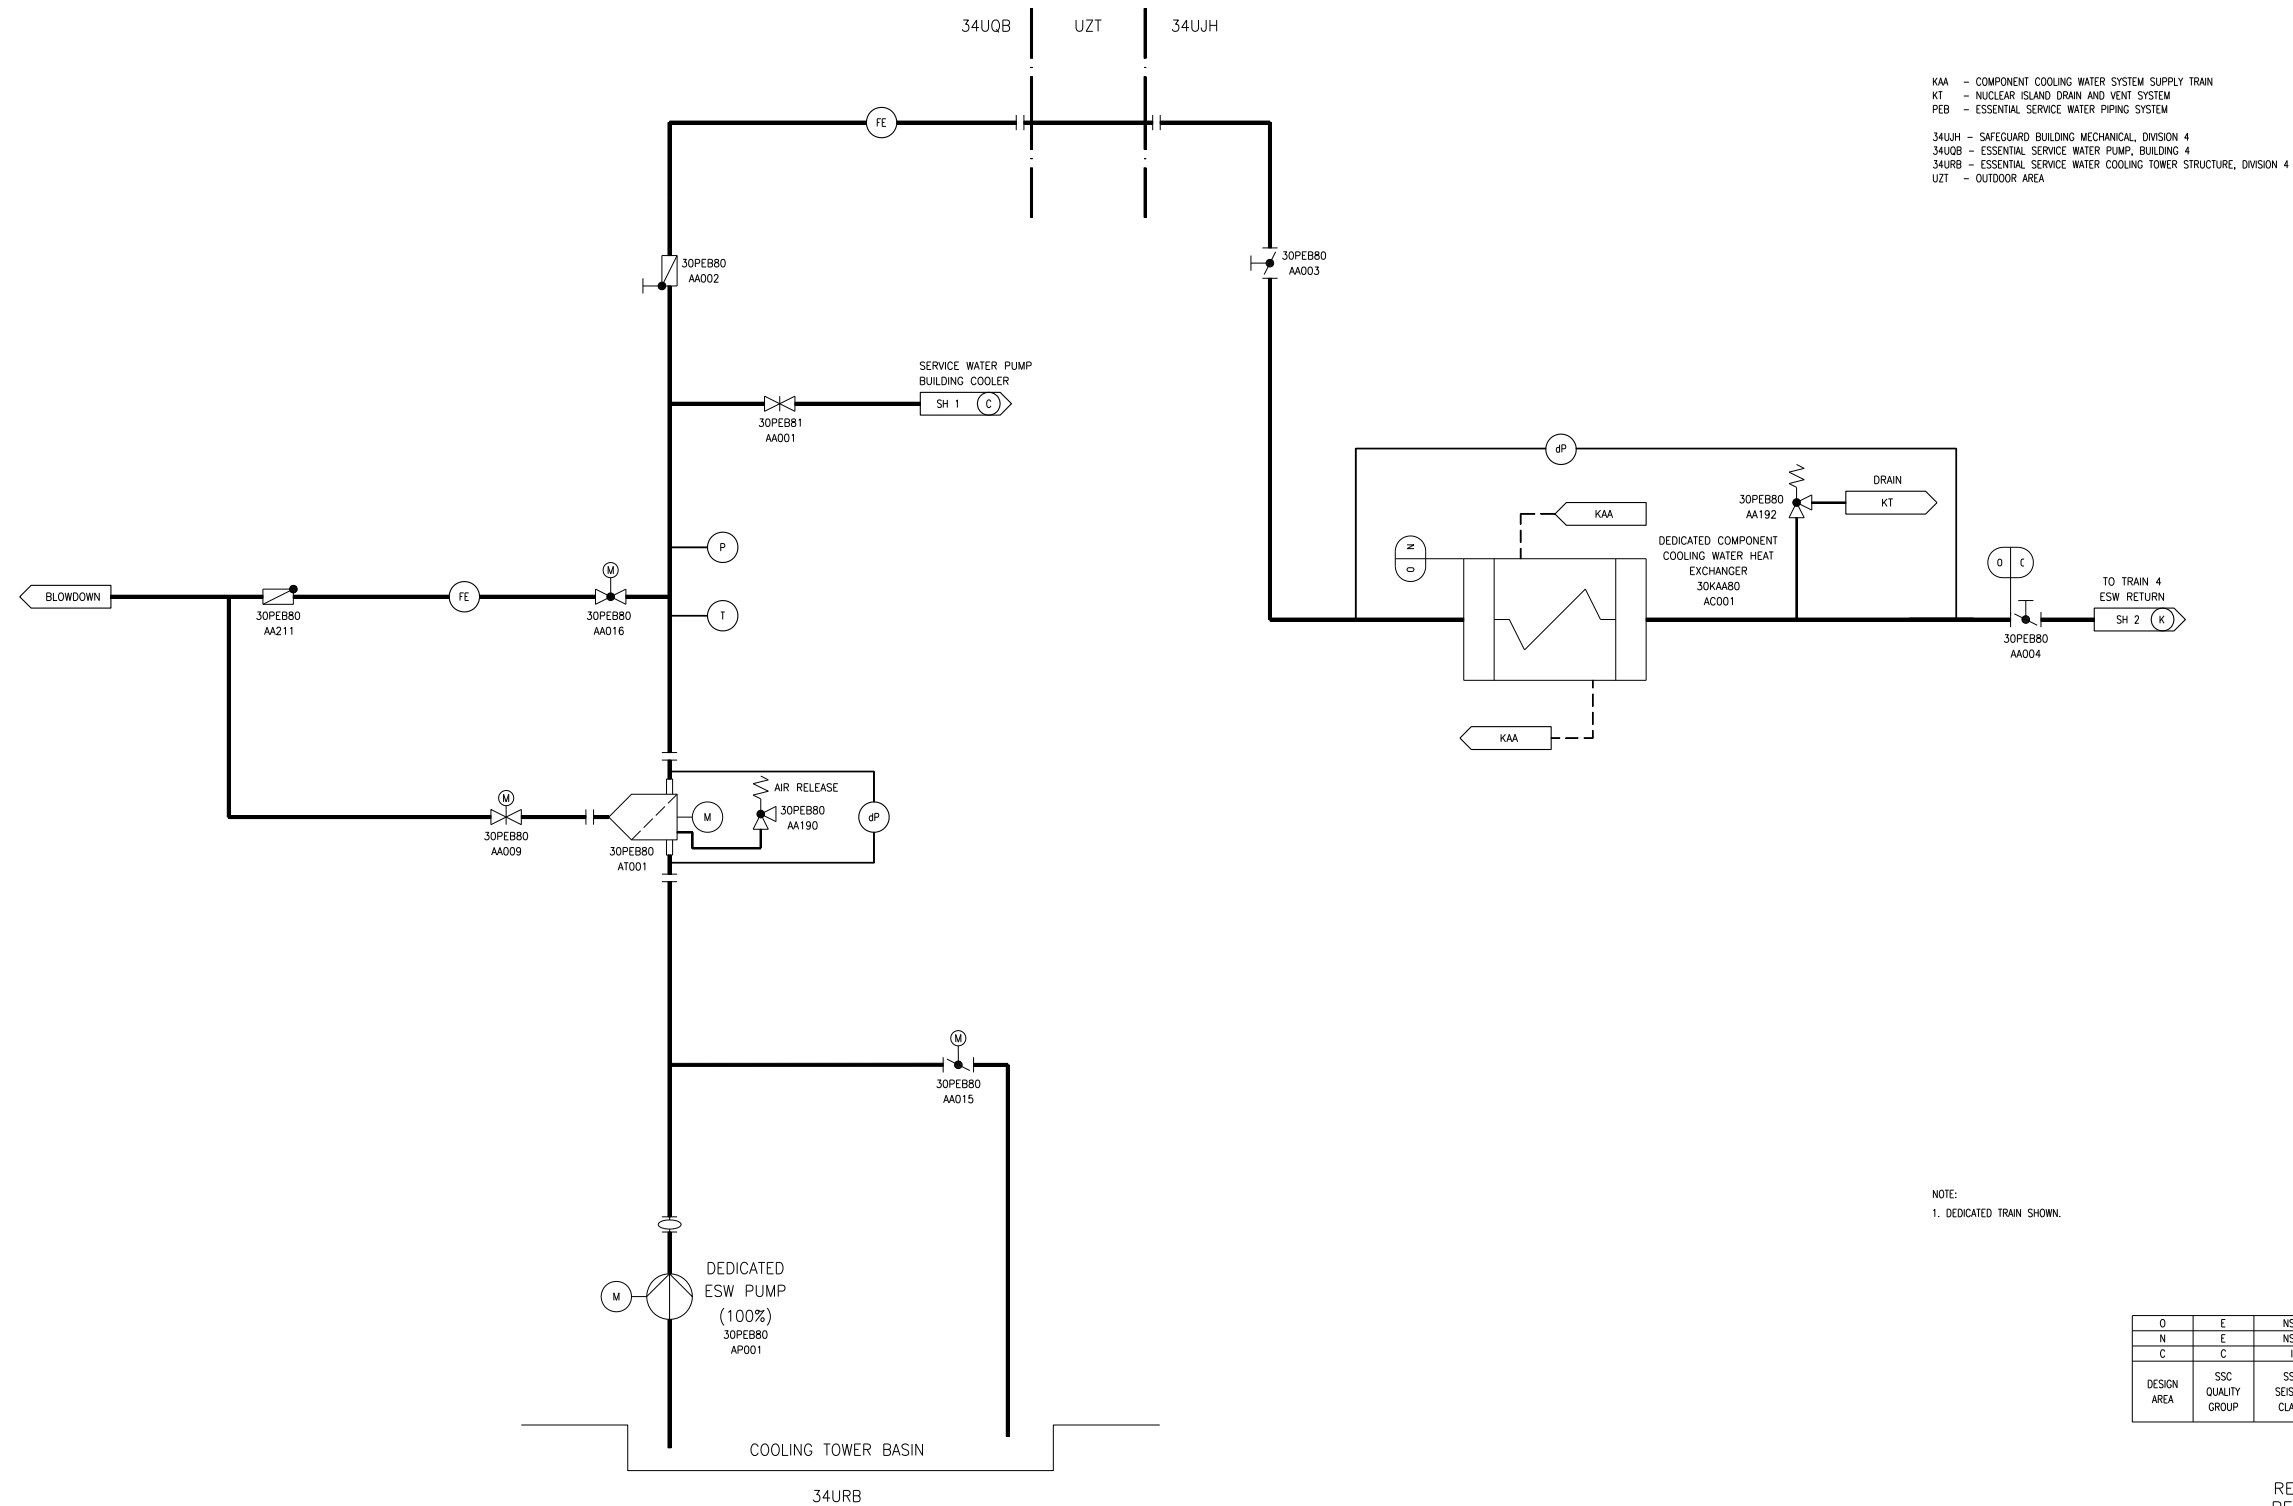 34UQB
UZT
34UJH
KAA - COMPONENT COOLING WATER SYSTEM SUPPLY TRAIN
KT - NUCLEAR ISLAND DRAIN AND VENT SYSTEM
PEB - ESSENTIAL SERVICE WATER PIPING SYSTEM
34UJH - SAFEGUARD BUILDING MECHANICAL, DIVISION 4
34UQB - ESSENTIAL SERVICE WATER PUMP, BUILDING 4
34URB - ESSENTIAL SERVICE WATER COOLING TOWER STRUCTURE, DIVISION 4
UZT - OUTDOOR AREA
FE
30PEB80
AA002
30PEB80
AA003
SERVICE WATER PUMP
BUILDING COOLER
SH 1 C
30PEB81
AA001
dP
DRAIN
KT
30PEB80
AA192
KAA
N
O
DEDICATED COMPONENT
COOLING WATER HEAT
EXCHANGER
30KAA80
AC001
O C
TO TRAIN 4
ESW RETURN
SH 2 K
30PEB80
AA004
KAA
P
T
BLOWDOWN
30PEB80
AA211
FE
M
30PEB80
AA016
M
30PEB80
AA009
30PEB80
AT001
M
AIR RELEASE
30PEB80
AA190
dP
M
30PEB80
AA015
NOTE:
1. DEDICATED TRAIN SHOWN.
M
DEDICATED
ESW PUMP
(100%)
30PEB80
AP001
COOLING TOWER BASIN
34URB
O E NS
N E NS
C C I
DESIGN
AREA
SSC
QUALITY
GROUP
SS
SEIS
CLA
RE